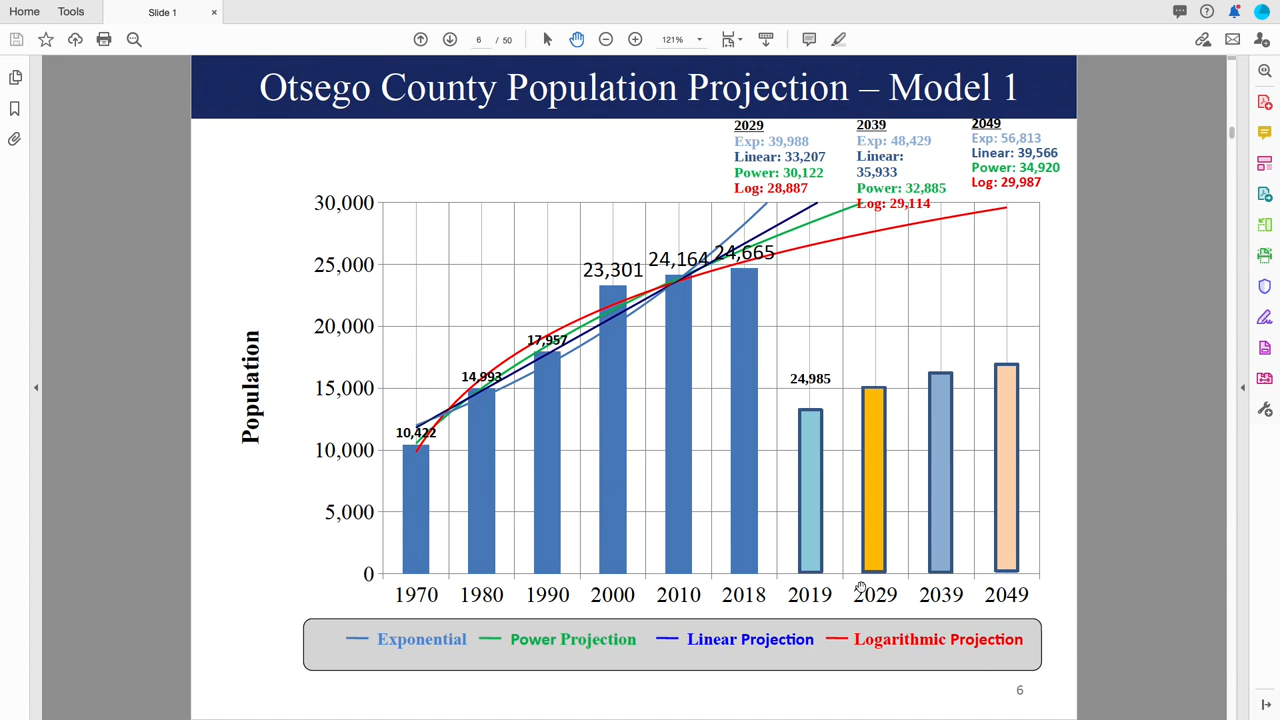 Home Tools Slide 1 ×
6 / 50 121%
Otsego County Population Projection – Model 1
2029
Exp: 39,988
Linear: 33,207
Power: 30,122
Log: 28,887
2039
Exp: 48,429
Linear:
35,933
Power: 32,885
Log: 29,114
2049
Exp: 56,813
Linear: 39,566
Power: 34,920
Log: 29,987
Population
30,000
25,000
20,000
15,000
10,000
5,000
0
10,422
14,993
17,957
23,301
24,164
24,665
24,985
1970 1980 1990 2000 2010 2018 2019 2029 2039 2049
Exponential Power Projection Linear Projection Logarithmic Projection
6